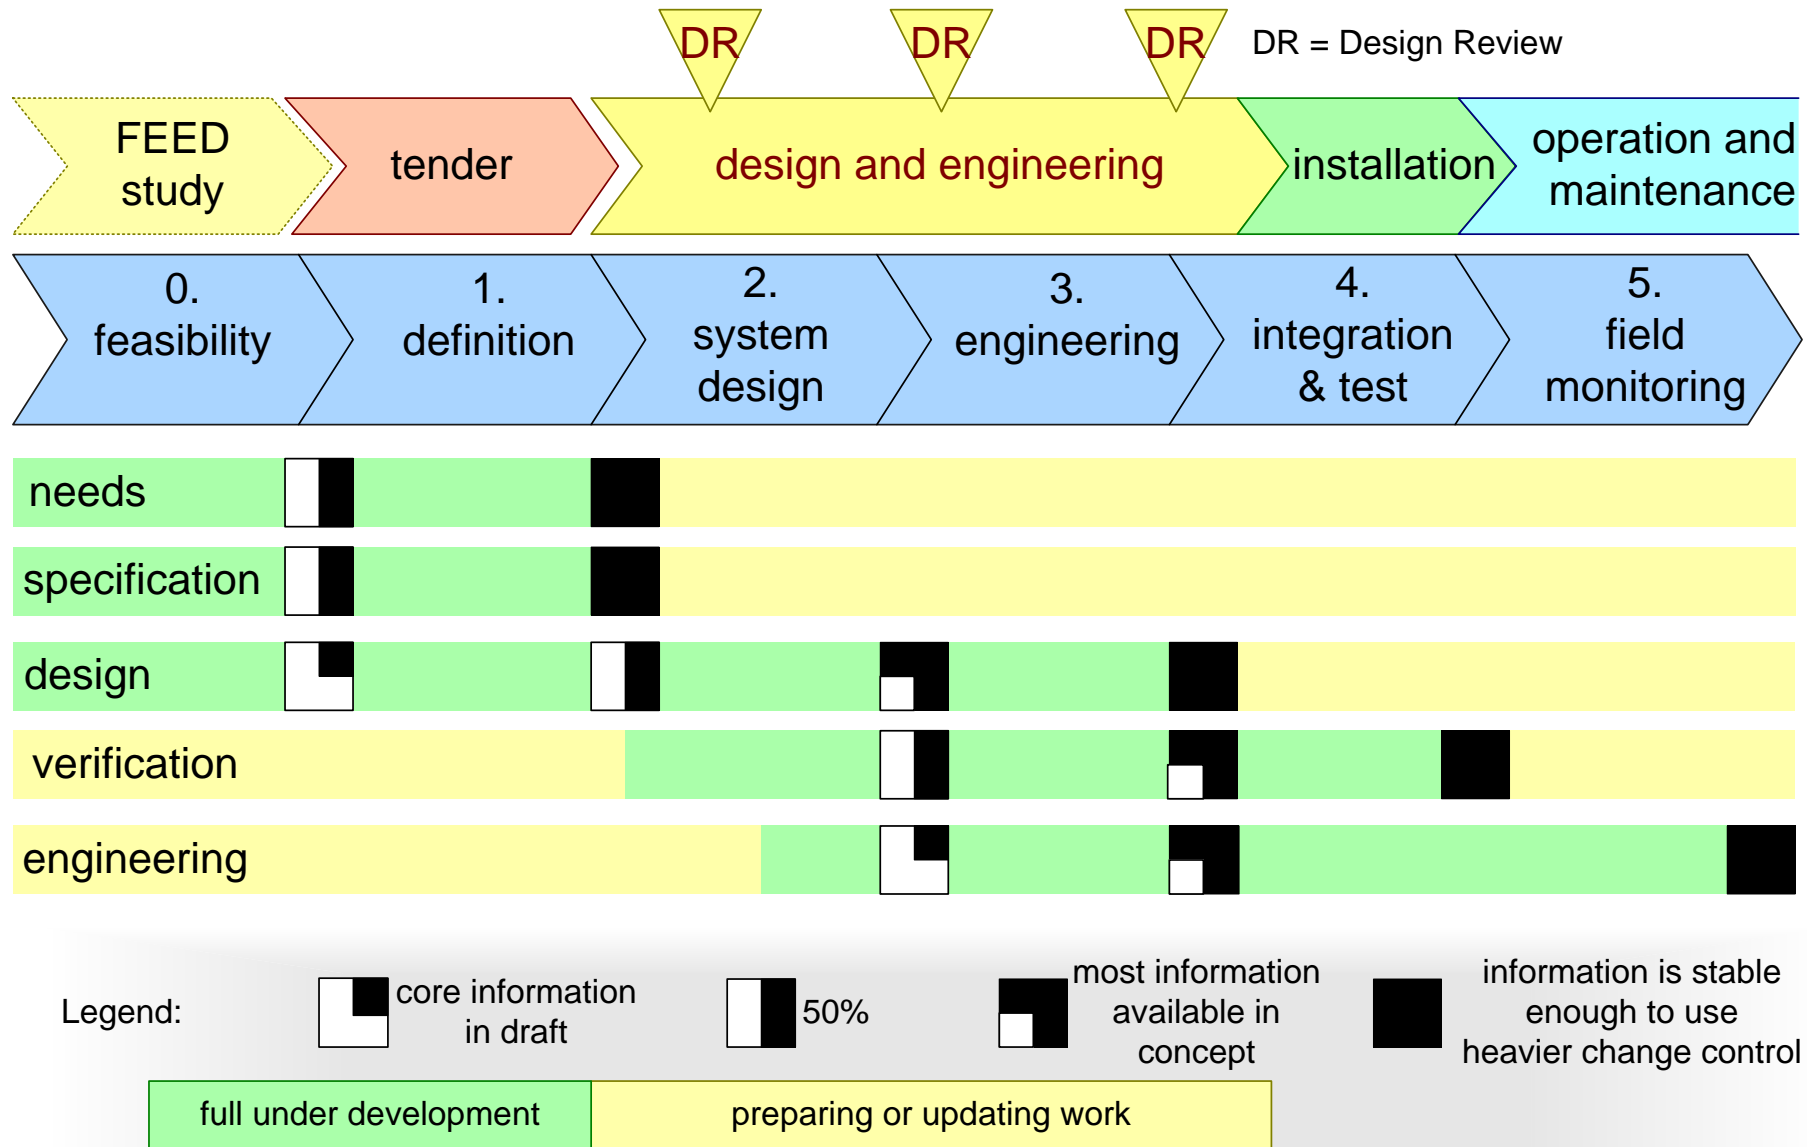 DR DR DR DR = Design Review
FEED
study
tender
design and engineering
installation
operation and
maintenance
0.
feasibility
1.
definition
2.
system
design
3.
engineering
4.
integration
& test
5.
field
monitoring
needs
specification
design
verification
engineering
Legend:
core information
in draft
50%
most information
available in
concept
information is stable
enough to use
heavier change control
full under development
preparing or updating work